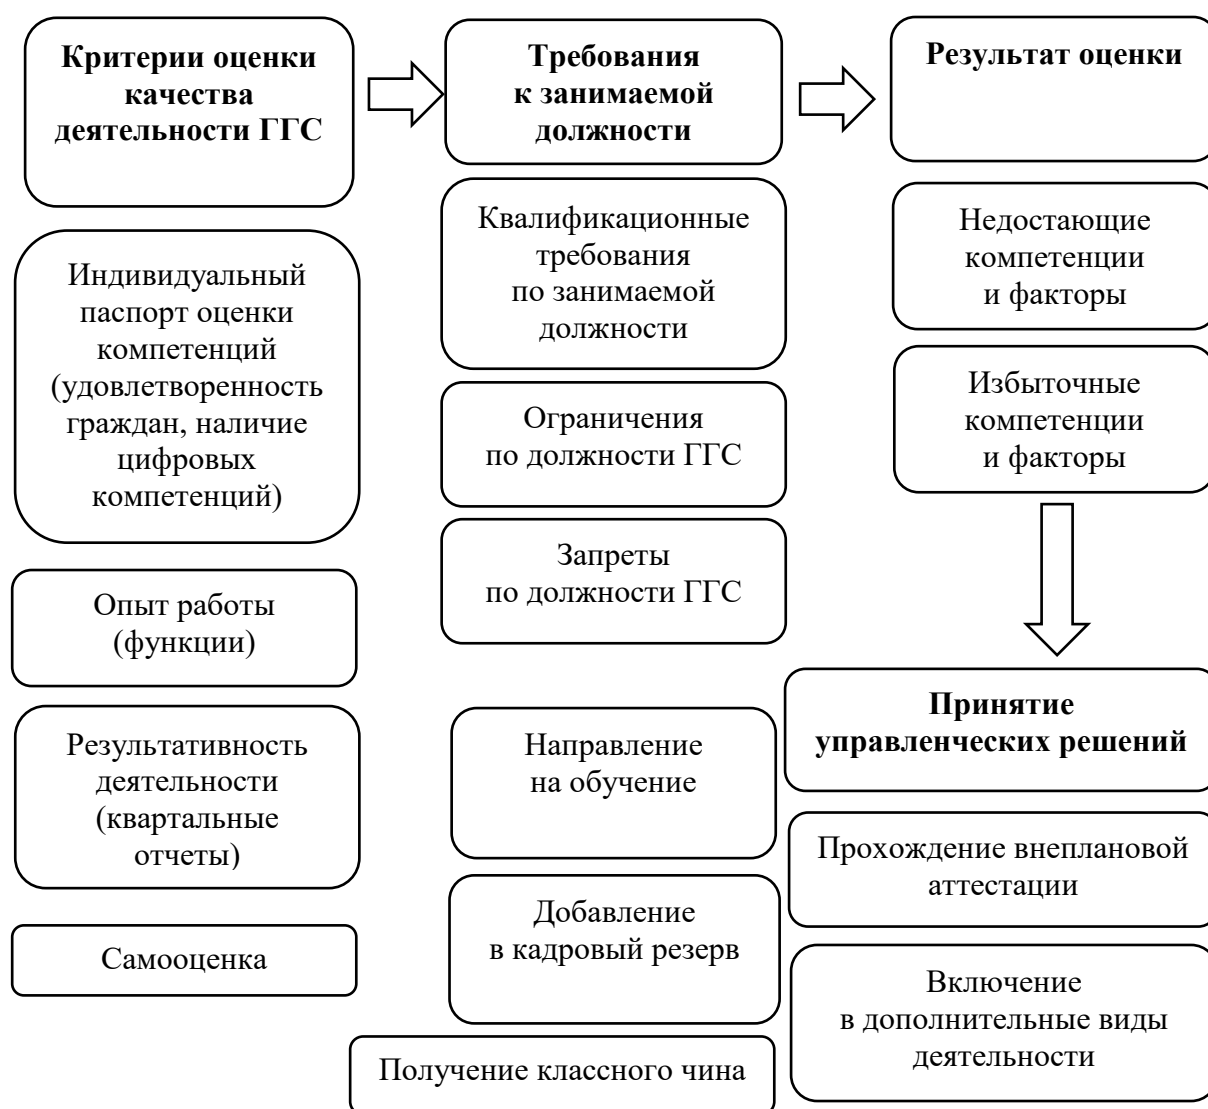 Критерии оценки
качества
деятельности ГГС
Требования
к занимаемой
должности
Результат оценки
Индивидуальный
паспорт оценки
компетенций
(удовлетворенность
граждан, наличие
цифровых
компетенций)
Опыт работы
(функции)
Результативность
деятельности
(квартальные
отчеты)
Самооценка
Квалификационные
требования
по занимаемой
должности
Ограничения
по должности ГГС
Запреты
по должности ГГС
Недостающие
компетенции
и факторы
Избыточные
компетенции
и факторы
Принятие
управленческих решений
Направление
на обучение
Добавление
в кадровый резерв
Получение классного чина
Прохождение внеплановой
аттестации
Включение
в дополнительные виды
деятельности